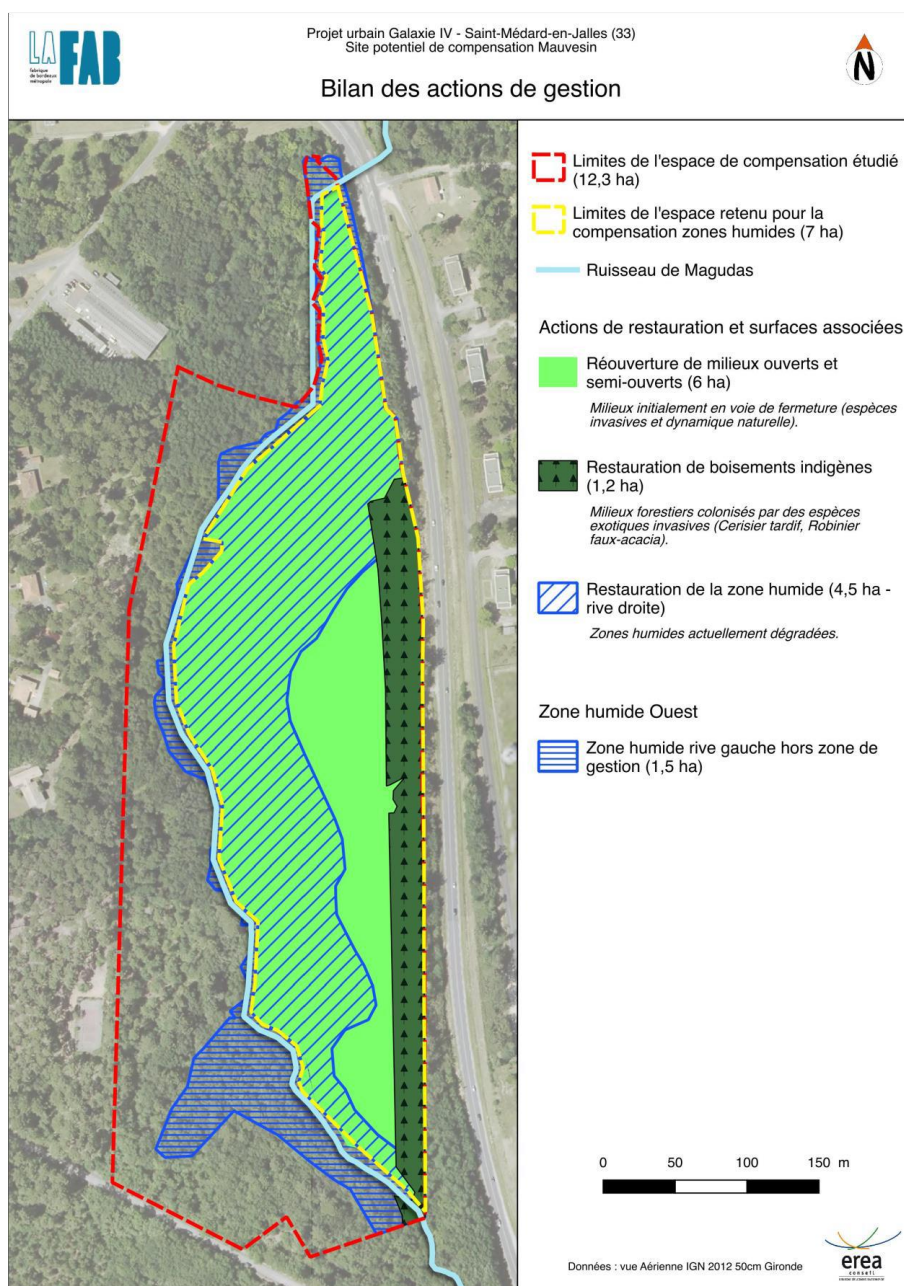 LA
FAB
fabrique
de bordeaux
métropole
Projet urbain Galaxie IV - Saint-Médard-en-Jalles (33)
Site potentiel de compensation Mauvesin
Bilan des actions de gestion
N
Limites de l'espace de compensation étudié
(12,3 ha)
Limites de l'espace retenu pour la
compensation zones humides (7 ha)
Ruisseau de Magudas
Actions de restauration et surfaces associées
Réouverture de milieux ouverts et
semi-ouverts (6 ha)
Milieux initialement en voie de fermeture (espèces
invasives et dynamique naturelle).
Restauration de boisements indigènes
(1,2 ha)
Milieux forestiers colonisés par des espèces
exotiques invasives (Cerisier tardif, Robinier
faux-acacia).
Restauration de la zone humide (4,5 ha -
rive droite)
Zones humides actuellement dégradées.
Zone humide Ouest
Zone humide rive gauche hors zone de
gestion (1,5 ha)
0 50 100 150 m
Données : vue Aérienne IGN 2012 50cm Gironde
erea
conseil